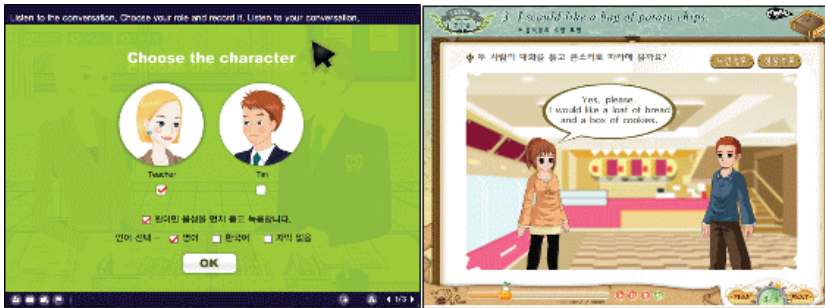 Listen to the conversation. Choose your role and record it. Listen to your conversation.
Choose the character
Teacher
Tim
원어민 음성을 먼저 듣고 녹음합니다.
언어 선택 - 영어 한국어 자막 없음
OK
1/3
3. I would like a bag of potato chips.
두 사람의 대화를 듣고 큰소리로 따라해 볼까요?
Yes, please.
I would like a loaf of bread
and a box of cookies.